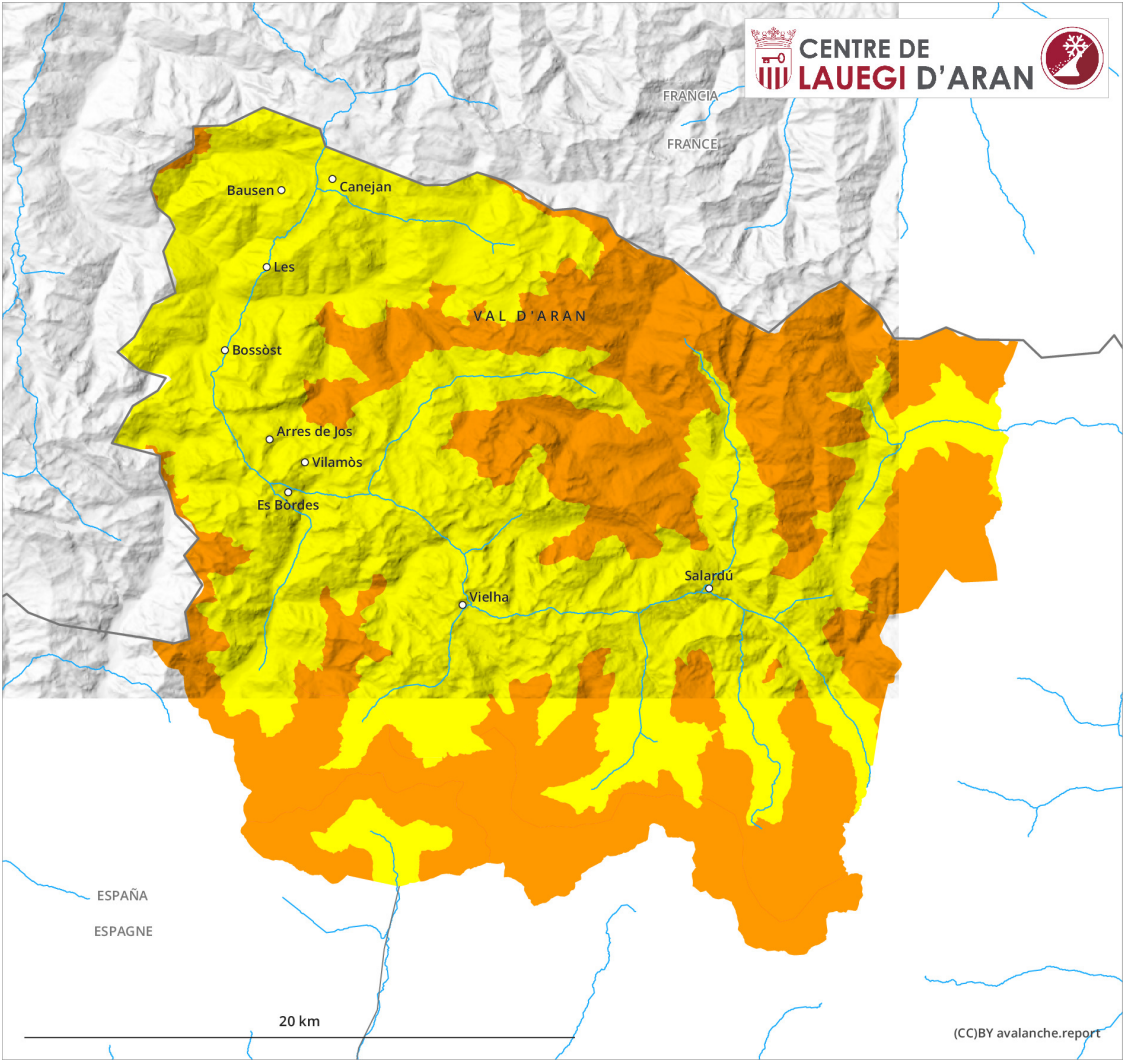 CENTRE DE
LAUEGI D'ARAN
FRANCIA
FRANCE
Bausen
Canejan
Les
VAL D'ARAN
Bossòst
Arres de Jos
Vilamòs
Es Bòrdes
Salardú
Vielha
ESPAÑA
ESPAGNE
20 km
(CC)BY avalanche.report